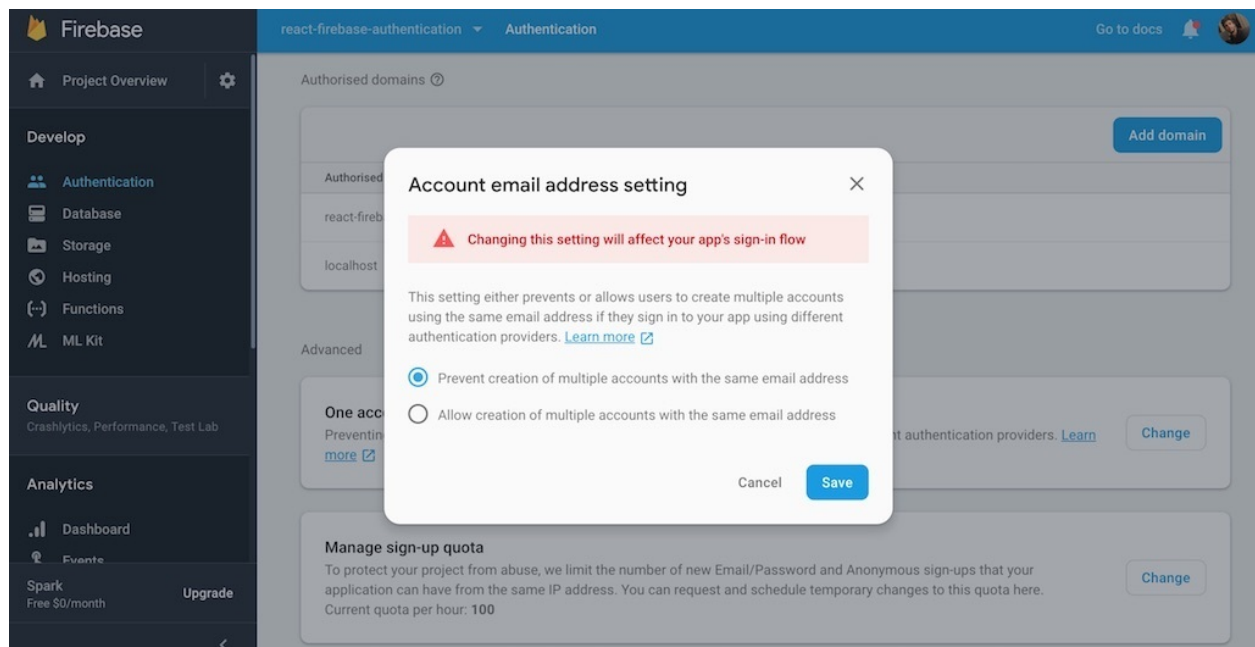 Firebase
react-firebase-authentication
Authentication
Go to docs
Project Overview
Develop
Authentication
Database
Storage
Hosting
Functions
ML Kit
Quality
Crashlytics, Performance, Test Lab
Analytics
Dashboard
Events
Spark
Free $0/month
Upgrade
Authorised domains
Add domain
Authorised
react-fireb
localhost
Advanced
One acc
Preventin
nt authentication providers. Learn
more
Change
Manage sign-up quota
To protect your project from abuse, we limit the number of new Email/Password and Anonymous sign-ups that your
application can have from the same IP address. You can request and schedule temporary changes to this quota here.
Current quota per hour: 100
Change
Account email address setting
Changing this setting will affect your app's sign-in flow
This setting either prevents or allows users to create multiple accounts
using the same email address if they sign in to your app using different
authentication providers. Learn more
Prevent creation of multiple accounts with the same email address
Allow creation of multiple accounts with the same email address
Cancel
Save